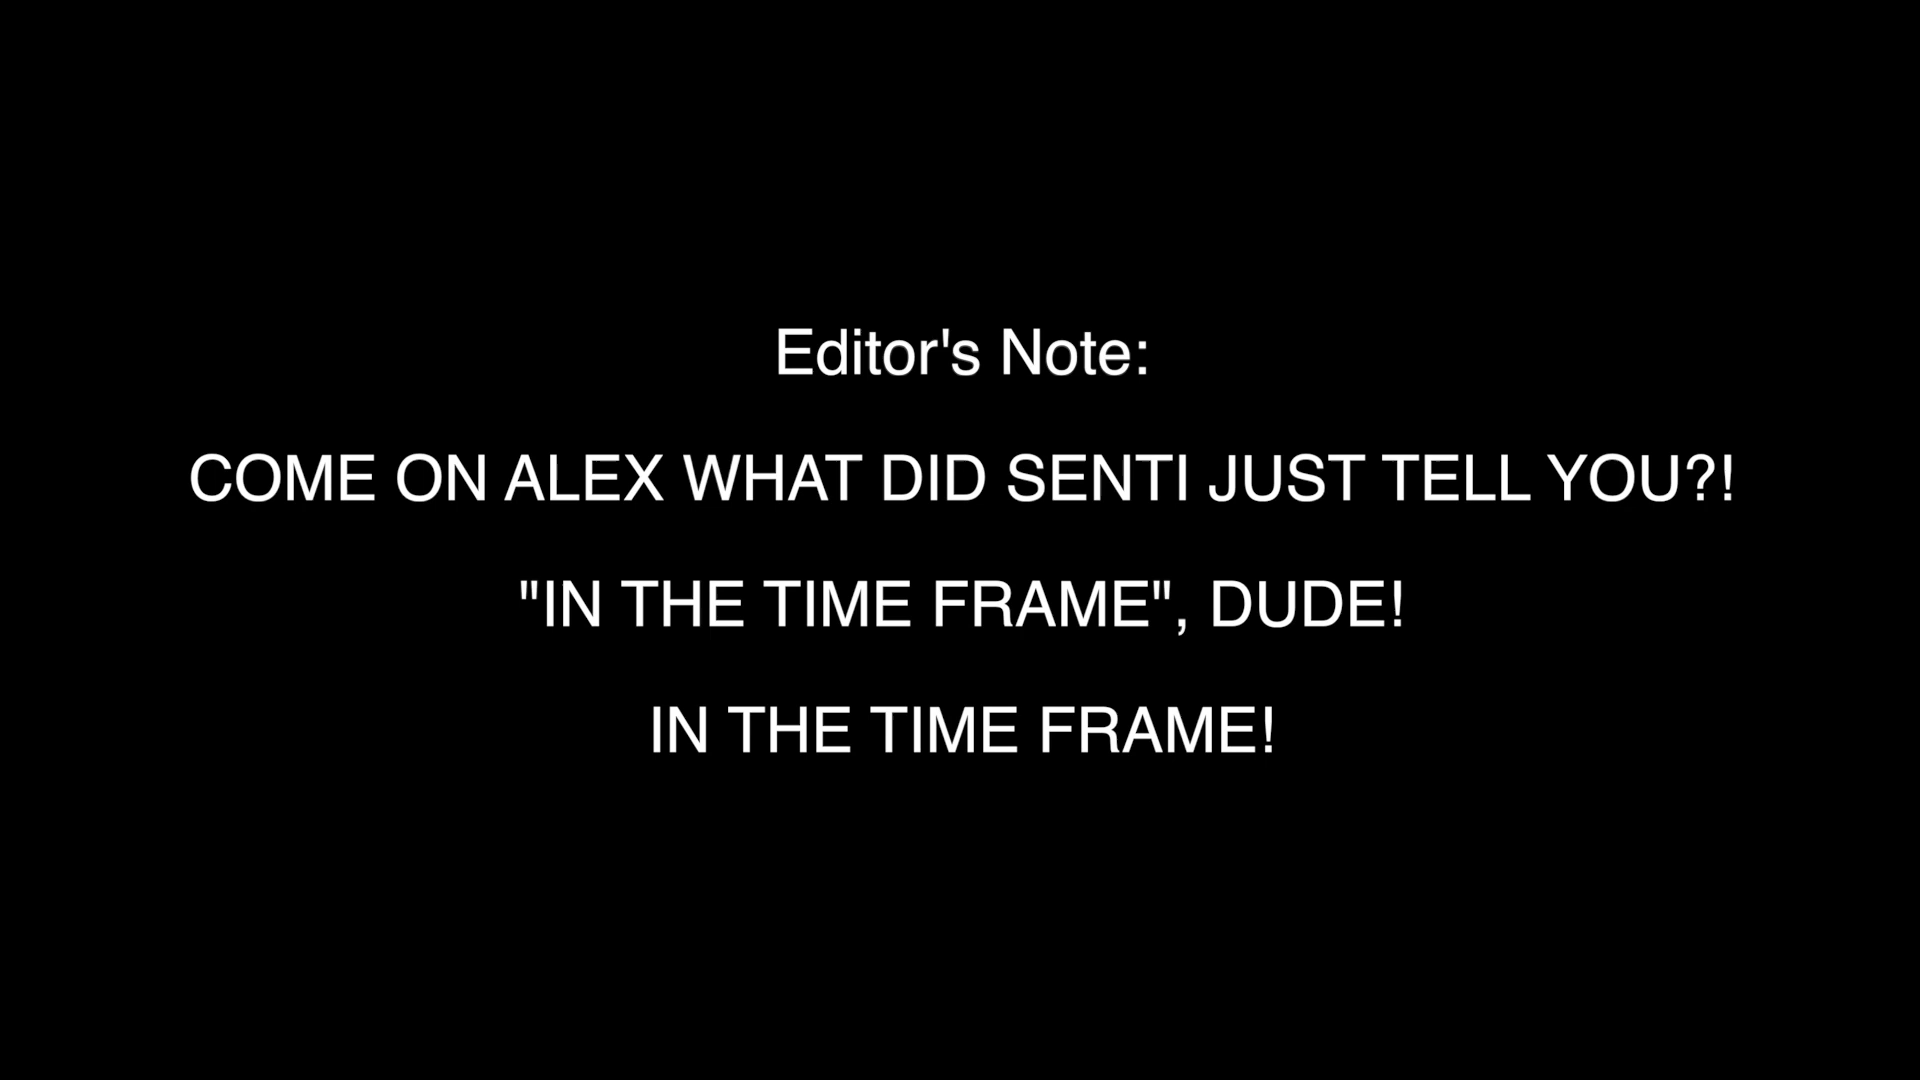 Editor's Note:
COME ON ALEX WHAT DID SENTI JUST TELL YOU?!
"IN THE TIME FRAME", DUDE!
IN THE TIME FRAME!